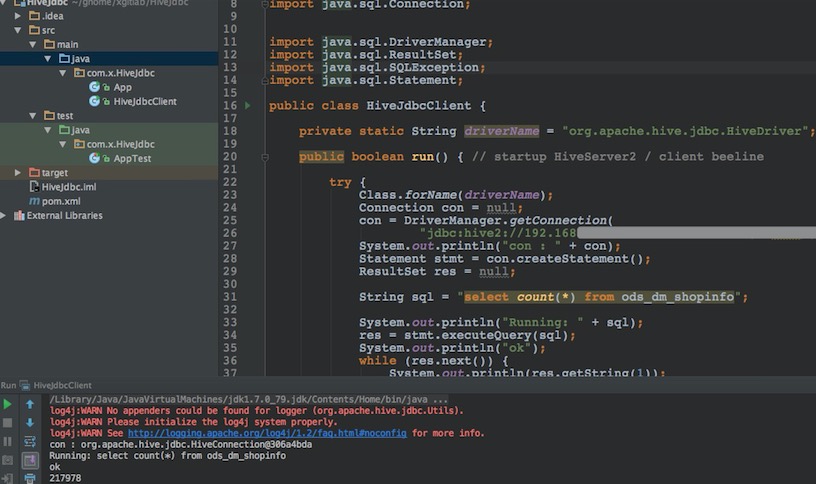 HiveJdbc ~/gnome/xgitlab/HiveJdbc
.idea
src
main
java
com.x.HiveJdbc
App
HiveJdbcClient
test
java
com.x.HiveJdbc
AppTest
target
HiveJdbc.iml
pom.xml
External Libraries
8 import java.sql.Connection;
9
10
11 import java.sql.DriverManager;
12 import java.sql.ResultSet;
13 import java.sql.SQLException;
14 import java.sql.Statement;
15
16 public class HiveJdbcClient {
17
18 private static String driverName = "org.apache.hive.jdbc.HiveDriver";
19
20 public boolean run() { // startup HiveServer2 / client beeline
21
22 try {
23 Class.forName(driverName);
24 Connection con = null;
25 con = DriverManager.getConnection(
26 "jdbc:hive2://192.168
27 System.out.println("con : " + con);
28 Statement stmt = con.createStatement();
29 ResultSet res = null;
30
31 String sql = "select count(*) from ods_dm_shopinfo";
32
33 System.out.println("Running: " + sql);
34 res = stmt.executeQuery(sql);
35 System.out.println("ok");
36 while (res.next()) {
37 System.out.println(res.getString(1));
Run HiveJdbcClient
/Library/Java/JavaVirtualMachines/jdk1.7.0_79.jdk/Contents/Home/bin/java ...
log4j:WARN No appenders could be found for logger (org.apache.hive.jdbc.Utils).
log4j:WARN Please initialize the log4j system properly.
log4j:WARN See http://logging.apache.org/log4j/1.2/faq.html#noconfig for more info.
con : org.apache.hive.jdbc.HiveConnection@306a4bda
Running: select count(*) from ods_dm_shopinfo
ok
217978